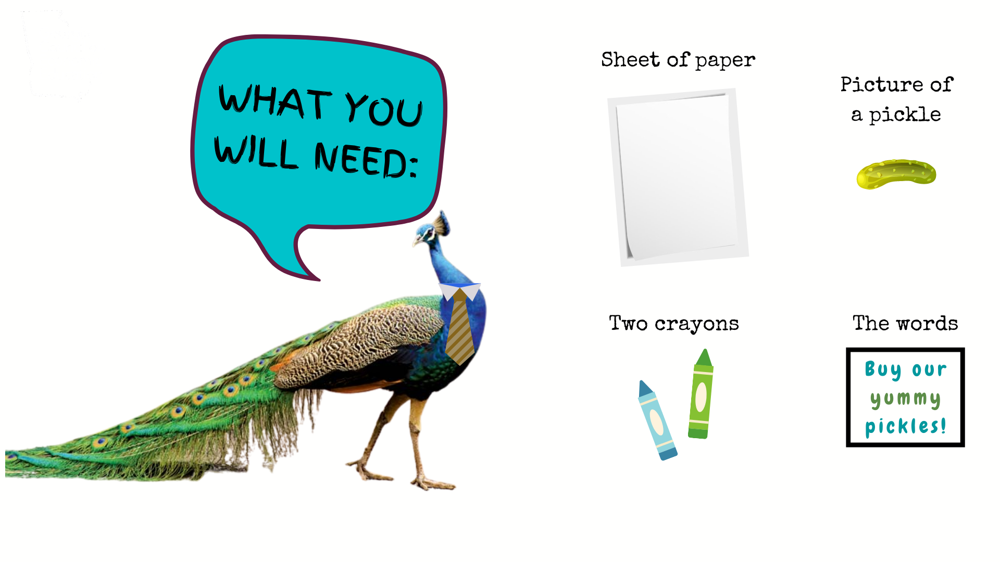 WHAT YOU
WILL NEED:
Sheet of paper
Picture of
a pickle
Two crayons
The words
Buy our
yummy
pickles!